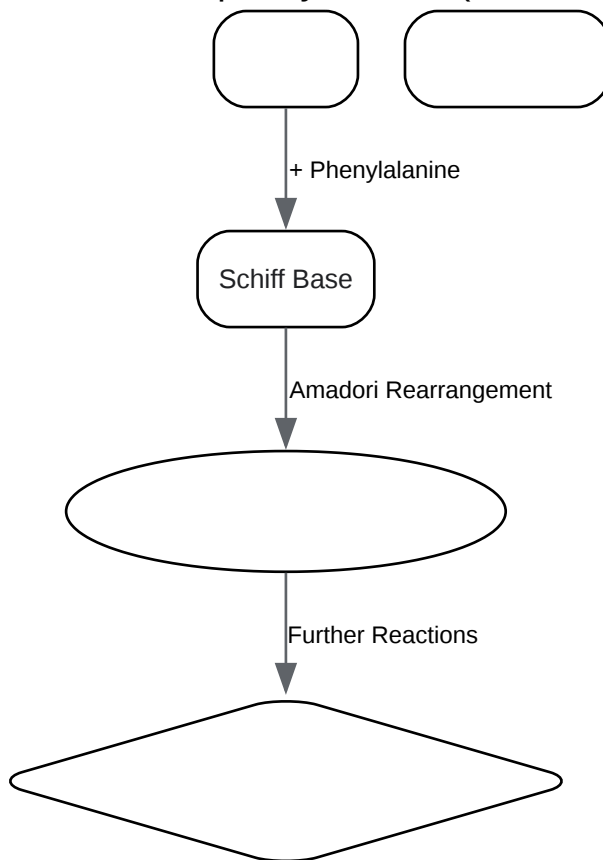 + Phenylalanine
Schiff Base
Amadori Rearrangement
Further Reactions